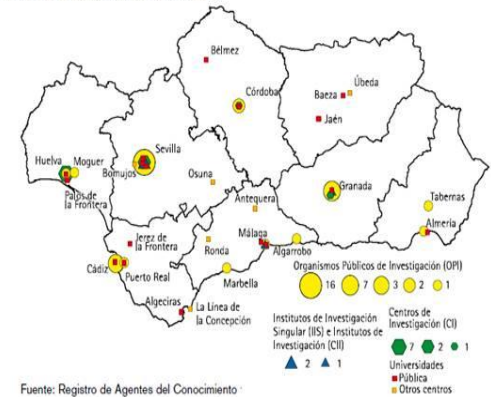 Bélmez
Córdoba
Úbeda
Baeza
Jaén
Sevilla
Huelva
Moguer
Bomujos
Palos de
la Frontera
Osuna
Antequera
Granada
Tabernas
Almería
Jerez de
la Frontera
Ronda
Málaga
Algarrobo
Cádiz
Puerto Real
Marbella
Algeciras
La Línea de
la Concepción
Organismos Públicos de Investigación (OPI)
16 7 3 2 1
Institutos de Investigación
Singular (IIS) e Institutos de
Investigación (CII)
2 1
Centros de
Investigación (CI)
7 2 1
Universidades
Pública
Otros centros
Fuente: Registro de Agentes del Conocimiento